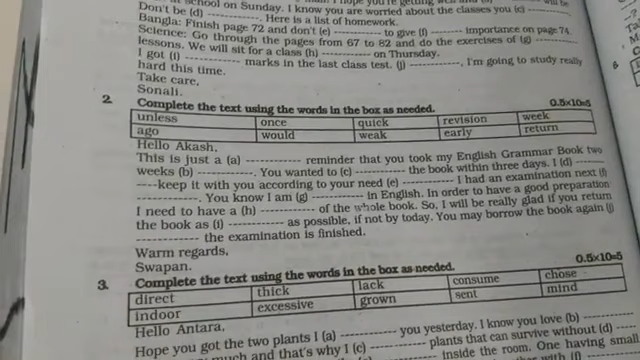 school on Sunday. I know you are worried about the classes you (c) ----------
Don't be (d) ----------. Here is a list of homework.
Bangla: Finish page 72 and don't (e) ---------- to give (f) ---------- importance on page 74.
Science: Go through the pages from 67 to 82 and do the exercises of (g) ----------
lessons. We will sit for a class (h) ---------- on Thursday.
I got (i) ---------- marks in the last class test. (j) ----------, I'm going to study really
hard this time.
Take care,
Sonali.
2. Complete the text using the words in the box as needed. 0.5×10=5
unless once quick revision week
ago would weak early return
Hello Akash,
This is just a (a) ---------- reminder that you took my English Grammar Book two
weeks (b) ----------. You wanted to (c) ---------- the book within three days. I (d) ------
----keep it with you according to your need (e) ---------- I had an examination next (f)
----------. You know I am (g) ---------- in English. In order to have a good preparation
I need to have a (h) ---------- of the whole book. So, I will be really glad if you return
the book as (i) ---------- as possible, if not by today. You may borrow the book again (j)
---------- the examination is finished.
Warm regards,
Swapan.
3. Complete the text using the words in the box as needed. 0.5×10=5
direct thick lack consume chose
indoor excessive grown sent mind
Hello Antara,
Hope you got the two plants I (a) ---------- you yesterday. I know you love (b) ----------
much and that's why I (c) ---------- plants that can survive without (d) -----
inside the room. One having small